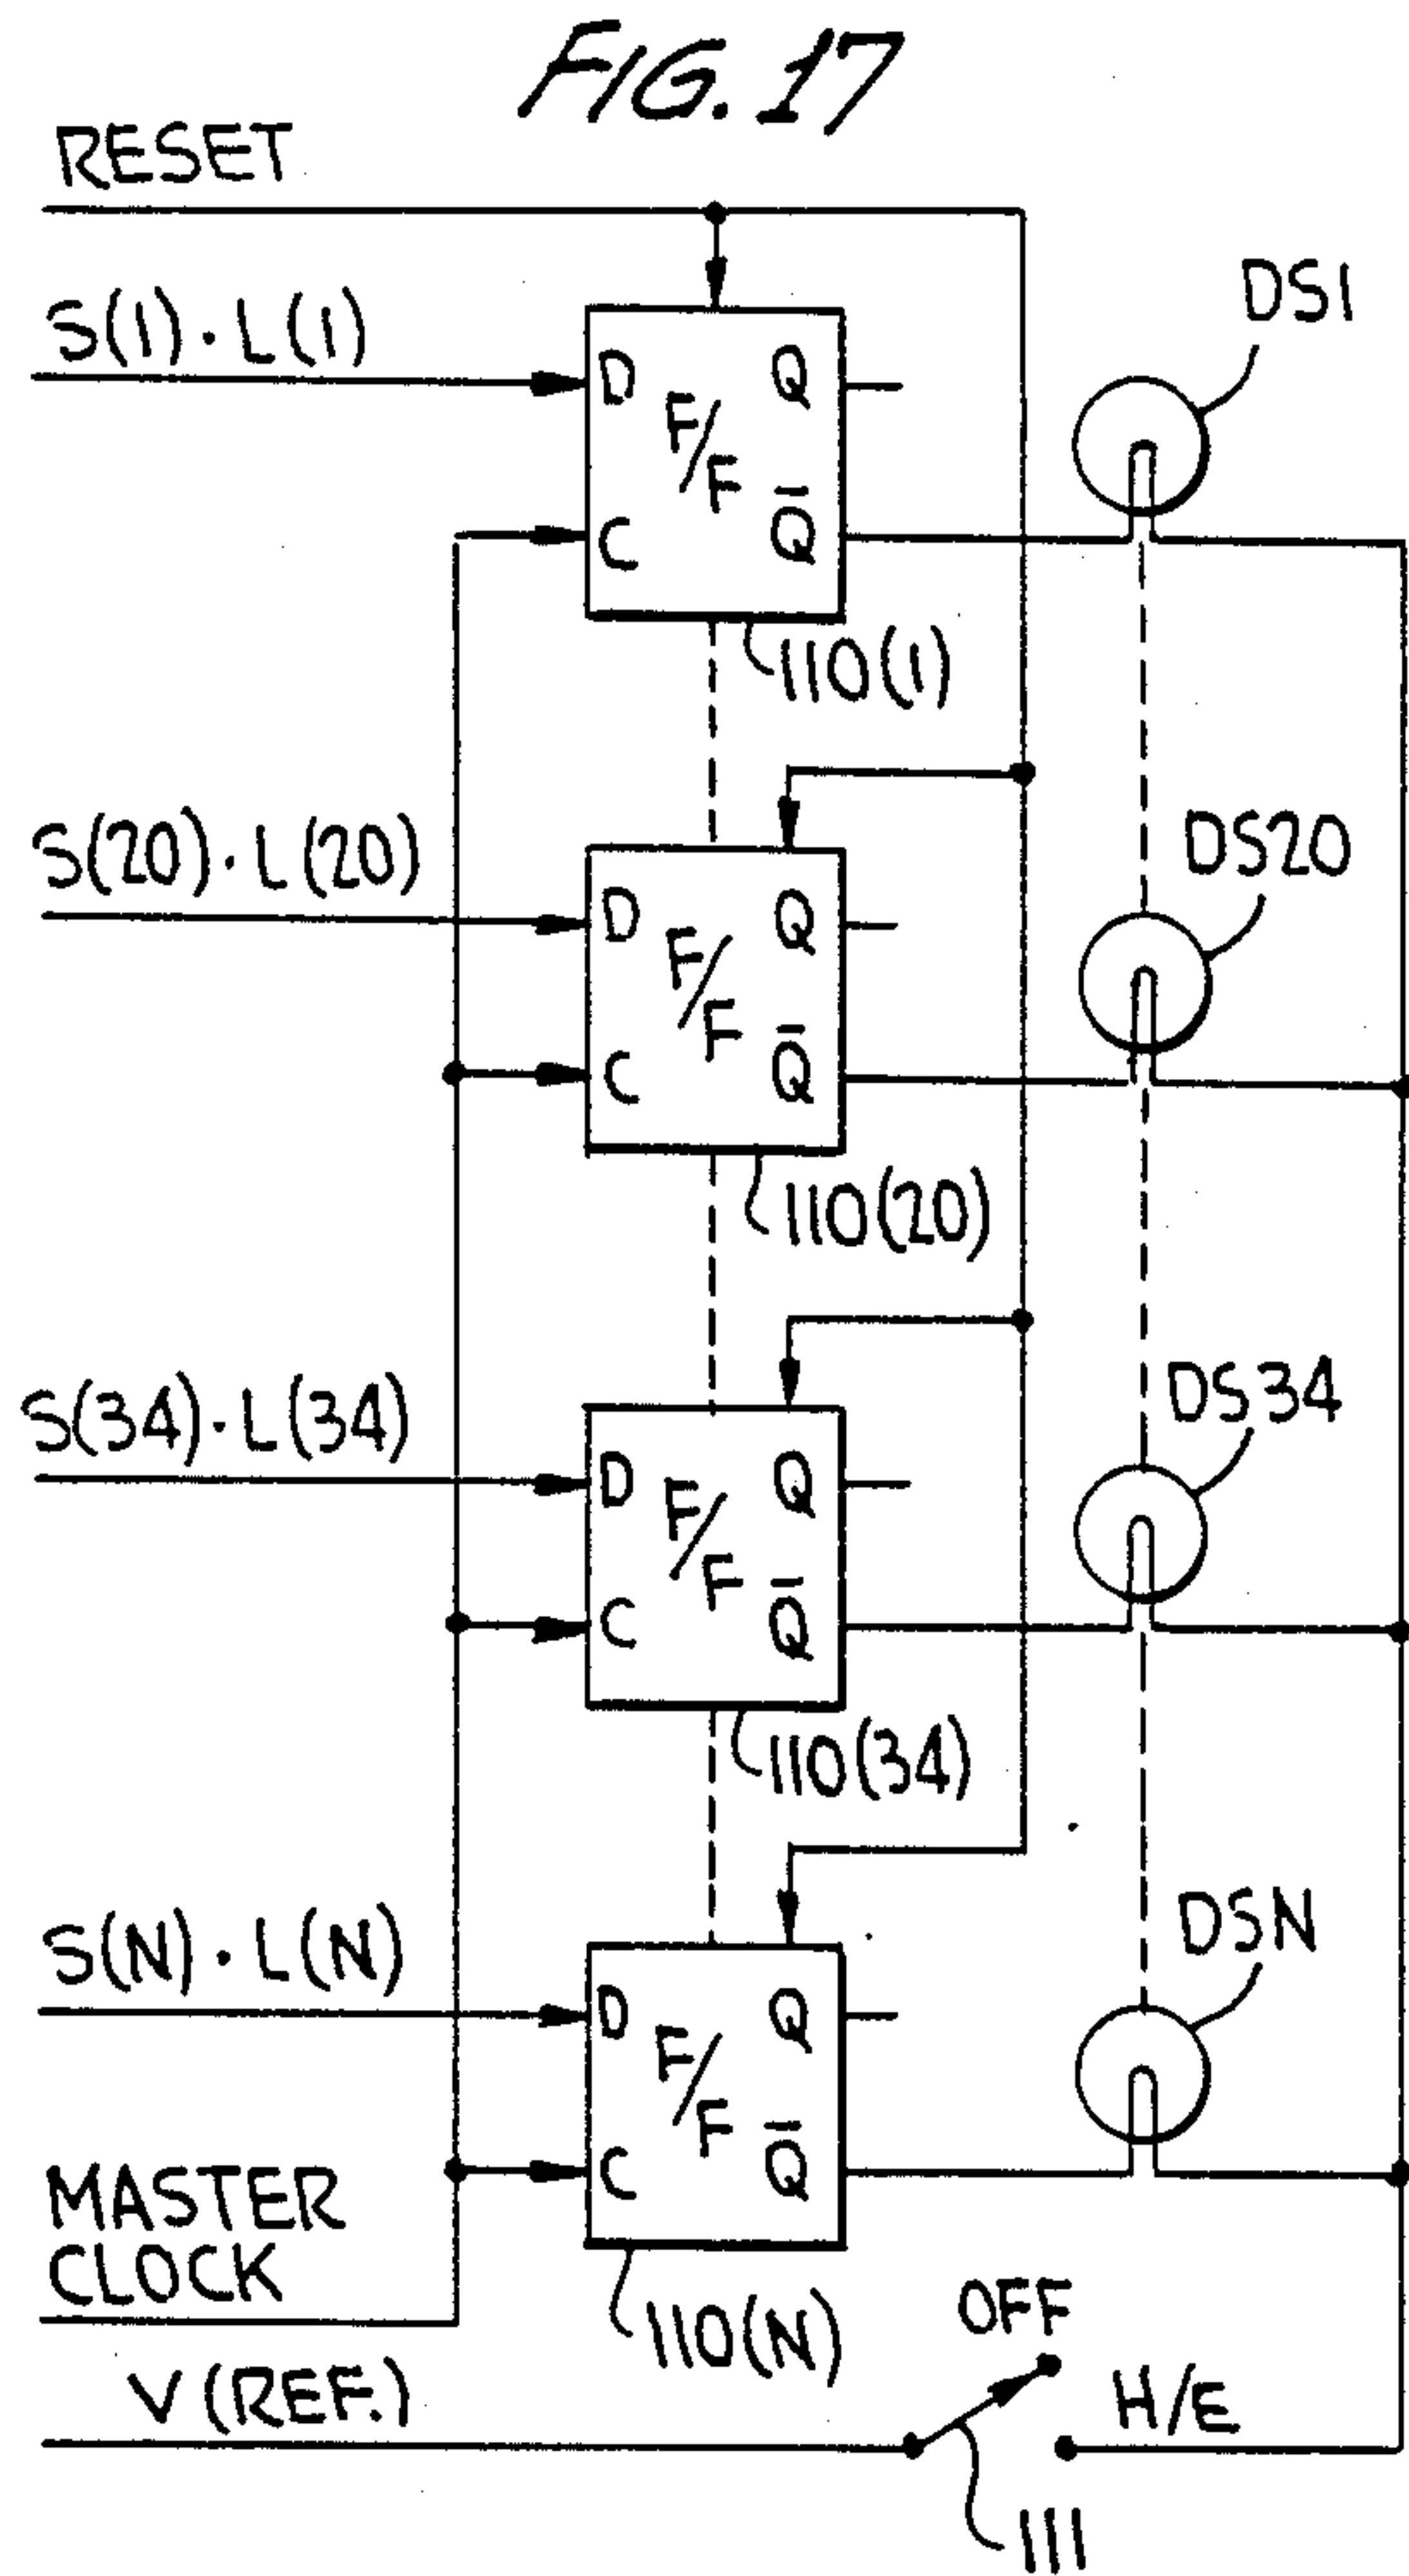 FIG. 17
RESET
S(1) · L(1)
D Q
F/F
C Q̅
DS1
110(1)
S(20) · L(20)
D Q
F/F
C Q̅
DS20
110(20)
S(34) · L(34)
D Q
F/F
C Q̅
DS34
110(34)
S(N) · L(N)
D Q
F/F
C Q̅
DSN
MASTER
CLOCK
110(N)
OFF
V (REF.)
H/E
111